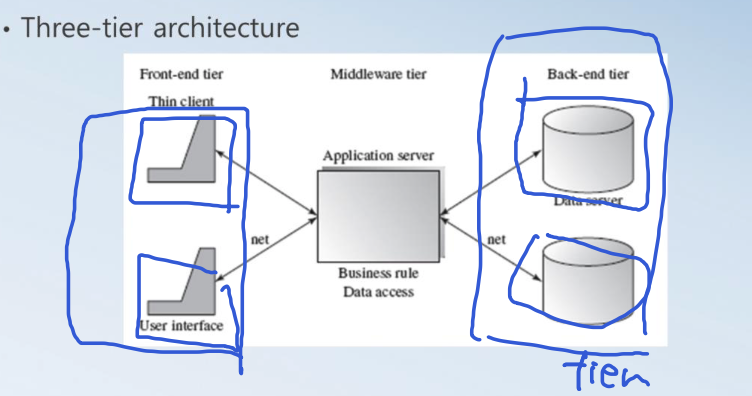 • Three-tier architecture
Front-end tier
Middleware tier
Back-end tier
Thin client
Application server
Data server
net
net
Business rule
Data access
User interface
tier